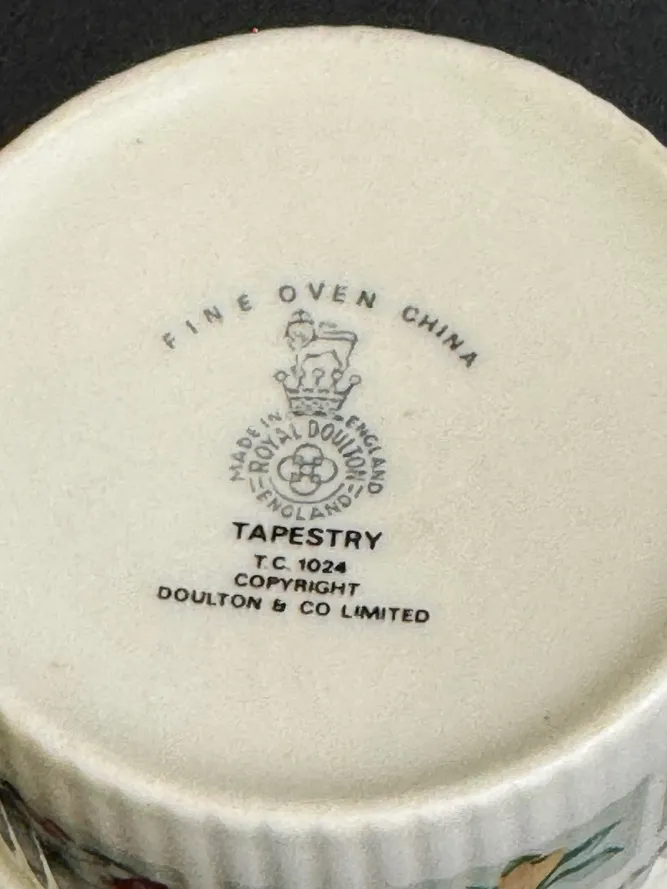 FINE OVEN CHINA
MADE IN ENGLAND
ROYAL DOULTON
ENGLAND
TAPESTRY
T.C. 1024
COPYRIGHT
DOULTON & CO LIMITED